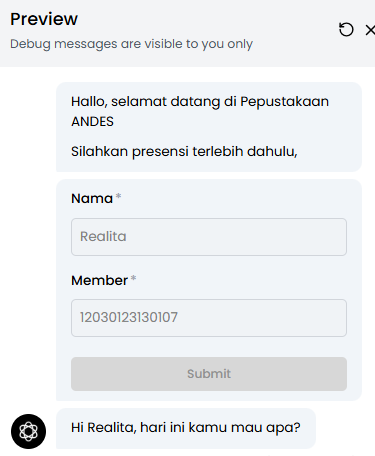 Preview
Debug messages are visible to you only
Hallo, selamat datang di Pepustakaan
ANDES
Silahkan presensi terlebih dahulu,
Nama *
Realita
Member *
12030123130107
Submit
Hi Realita, hari ini kamu mau apa?